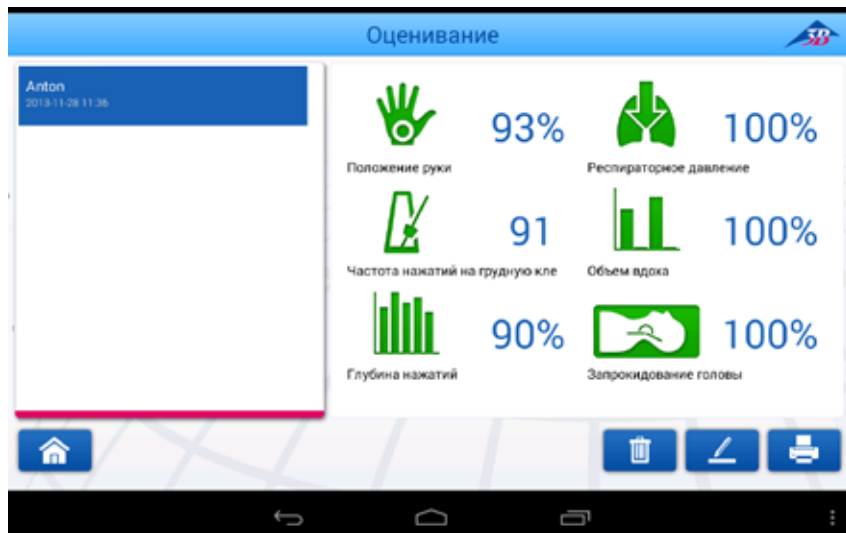 Оценивание
3B
Anton
2013-11-28 11:36
93%
100%
Положение руки
Респираторное давление
91
100%
Частота нажатий на грудную кле
Объем вдоха
90%
100%
Глубина нажатий
Запрокидование головы